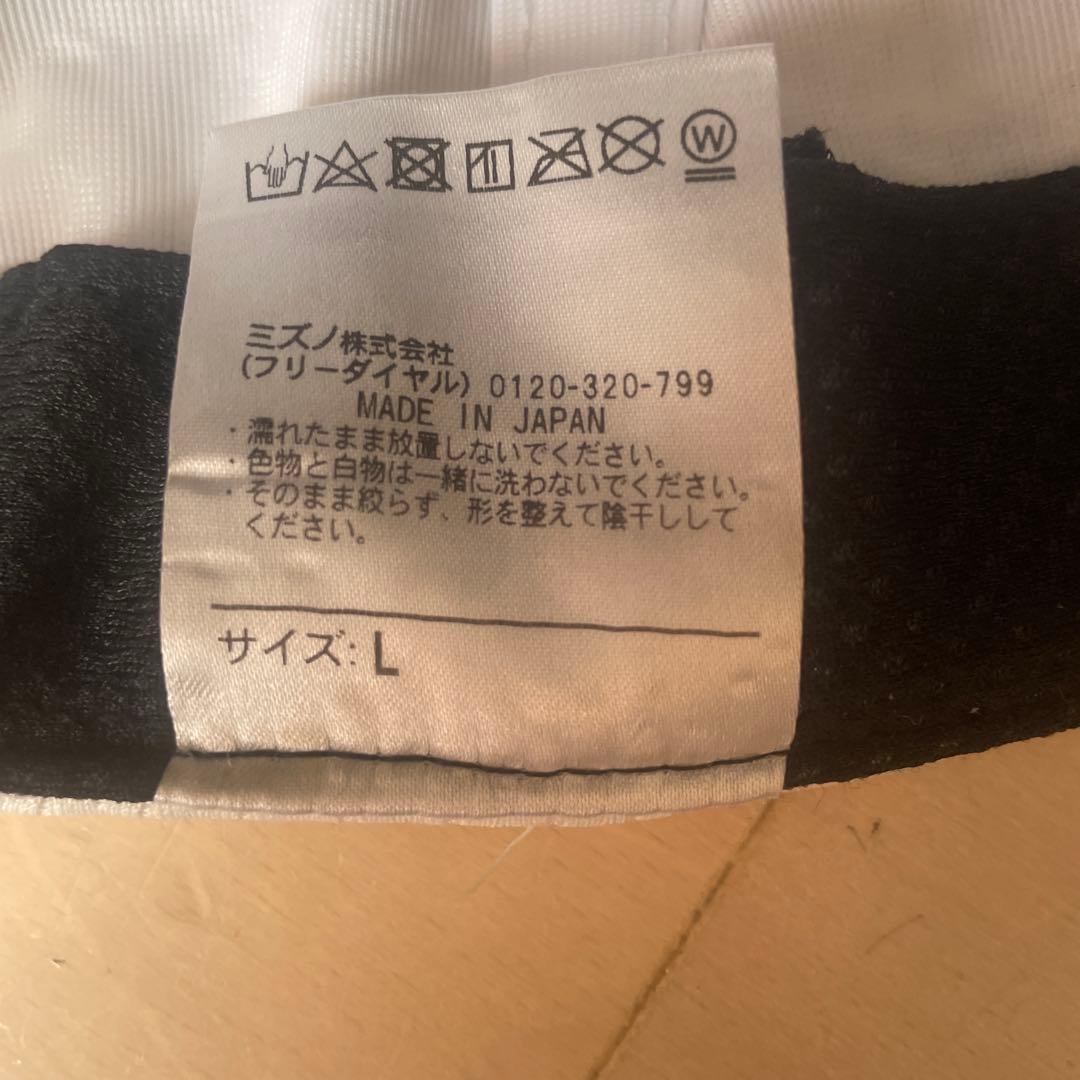 W
ミズノ株式会社
(フリーダイヤル) 0120-320-799
MADE IN JAPAN
・濡れたまま放置しないでください。
・色物と白物は一緒に洗わないでください。
・そのまま絞らず、形を整えて陰干しして
ください。
サイズ: L